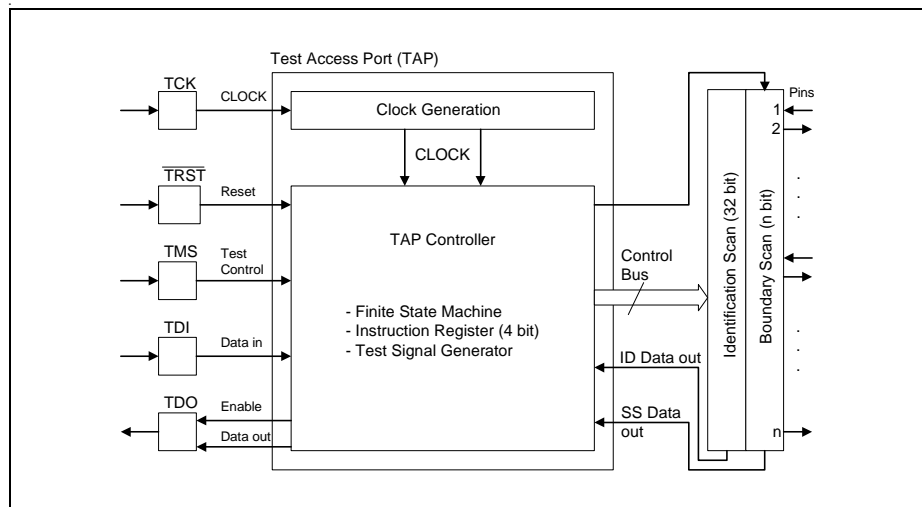 Test Access Port (TAP)
TCK
CLOCK
Clock Generation
CLOCK
TRST
Reset
TAP Controller
TMS
Test
Control
- Finite State Machine
- Instruction Register (4 bit)
- Test Signal Generator
TDI
Data in
TDO
Enable
Data out
Control
Bus
ID Data out
SS Data
out
Identification Scan (32 bit)
Boundary Scan (n bit)
Pins
1
2
n